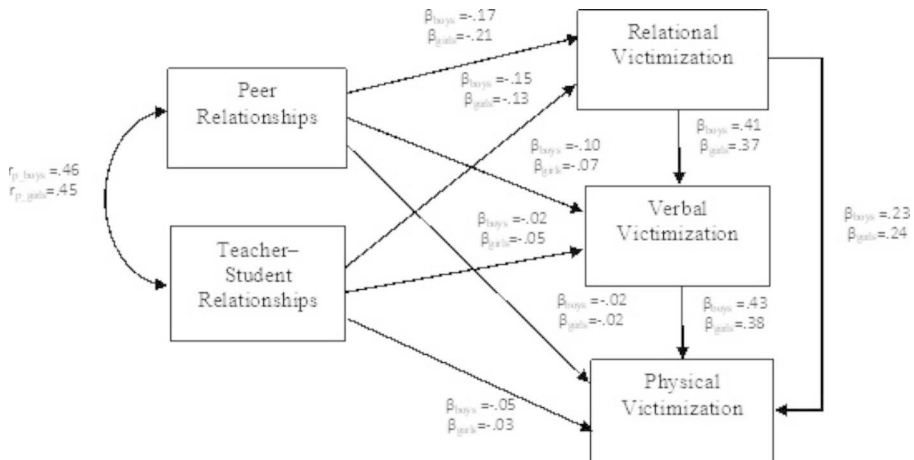 β_boys =-.17
β_girls=-.21
Relational
Victimization
β_boys =-.15
β_girls=-.13
Peer
Relationships
β_boys =.41
β_girls=.37
β_boys =-.10
β_girls=-.07
r_p_boys=.46
r_p_girls=.45
Verbal
Victimization
β_boys =-.02
β_girls=-.05
β_boys=.23
β_girls=.24
Teacher–
Student
Relationships
β_boys =-.02
β_girls=-.02
β_boys =.43
β_girls=.38
Physical
Victimization
β_boys =-.05
β_girls=-.03